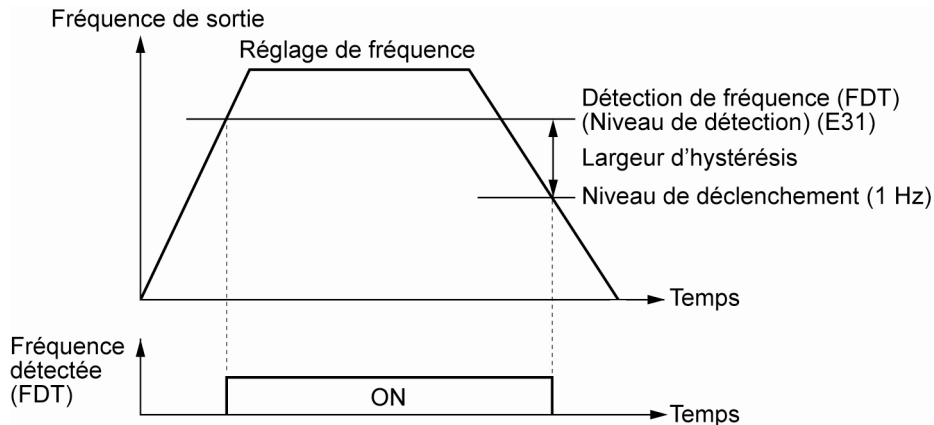 Fréquence de sortie
Réglage de fréquence
Détection de fréquence (FDT)
(Niveau de détection) (E31)
Largeur d'hystérésis
Niveau de déclenchement (1 Hz)
Temps
Fréquence
détectée
(FDT)
ON
Temps